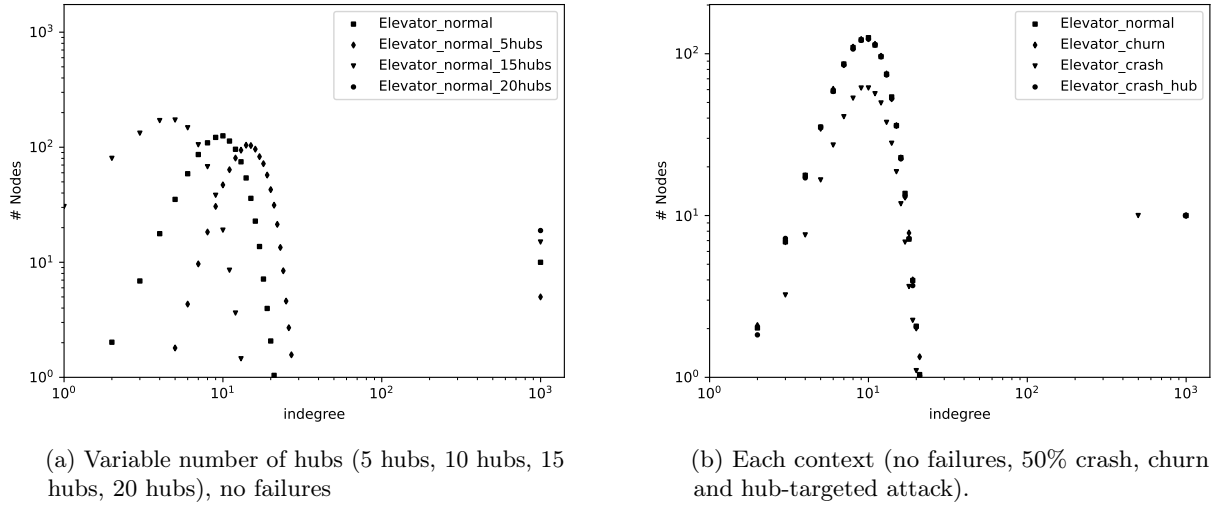 10³
10²
10¹
10⁰
# Nodes
10⁰
10¹
10²
10³
indegree
Elevator_normal
Elevator_normal_5hubs
Elevator_normal_15hubs
Elevator_normal_20hubs
(a) Variable number of hubs (5 hubs, 10 hubs, 15
hubs, 20 hubs), no failures
10²
10¹
10⁰
# Nodes
10⁰
10¹
10²
10³
indegree
Elevator_normal
Elevator_churn
Elevator_crash
Elevator_crash_hub
(b) Each context (no failures, 50% crash, churn
and hub-targeted attack).